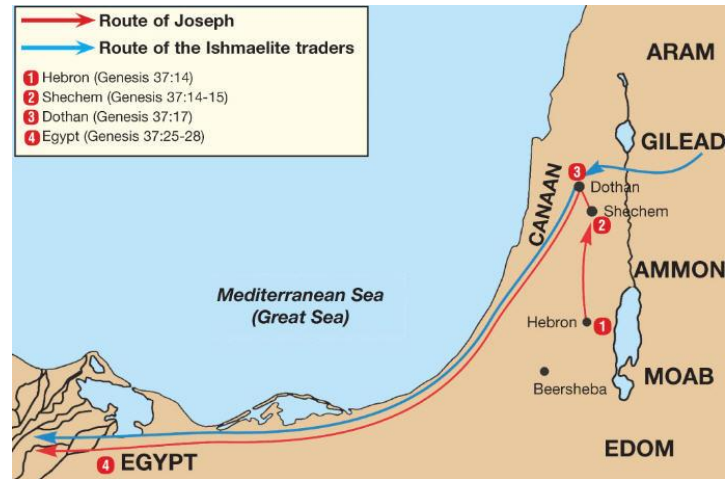 Route of Joseph
Route of the Ishmaelite traders
1 Hebron (Genesis 37:14)
2 Shechem (Genesis 37:14-15)
3 Dothan (Genesis 37:17)
4 Egypt (Genesis 37:25-28)
ARAM
GILEAD
3
Dothan
CANAAN
Shechem
2
AMMON
Mediterranean Sea
(Great Sea)
Hebron 1
Beersheba
MOAB
EDOM
4 EGYPT